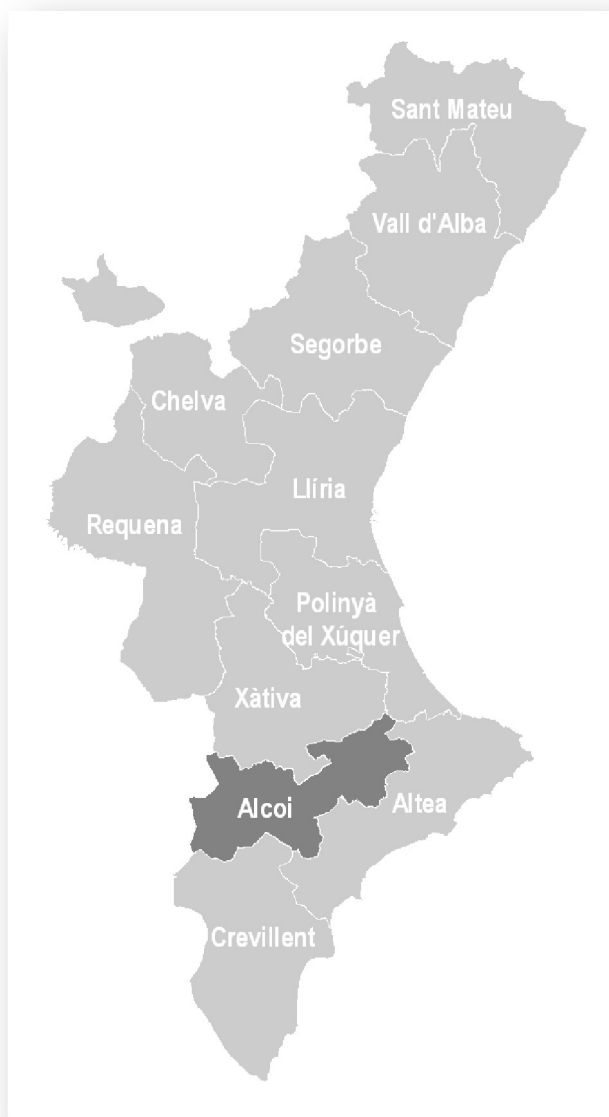 Sant Mateu
Vall d'Alba
Segorbe
Chelva
Llíria
Requena
Polinyà
del Xúquer
Xàtiva
Alcoi
Altea
Crevillent